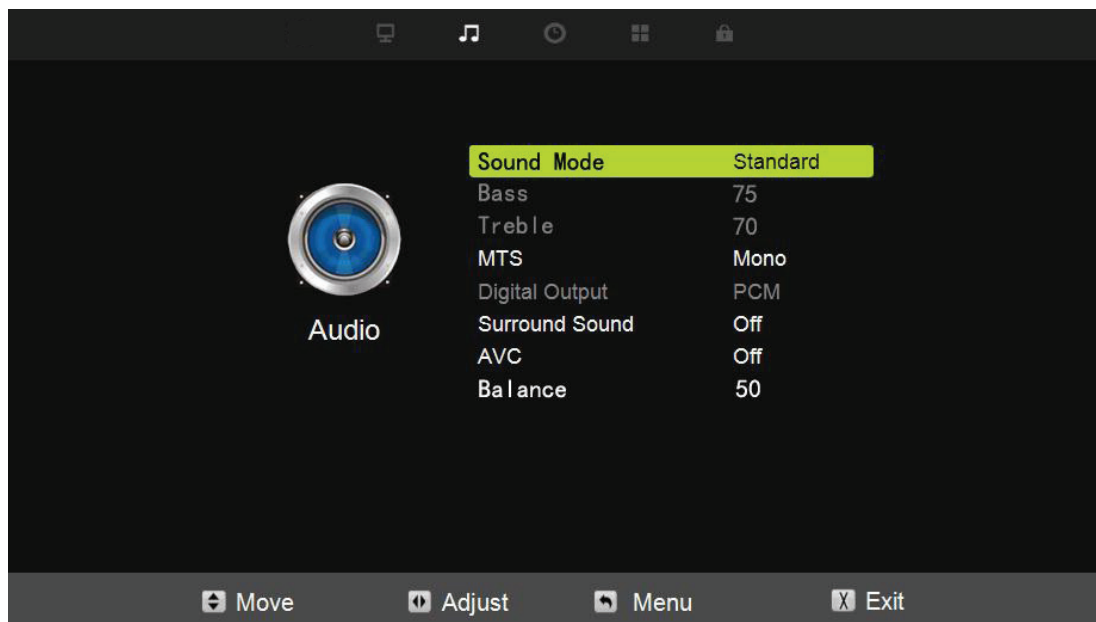 Sound Mode Standard
Bass 75
Treble 70
MTS Mono
Digital Output PCM
Surround Sound Off
AVC Off
Balance 50
Audio
Move Adjust Menu X Exit